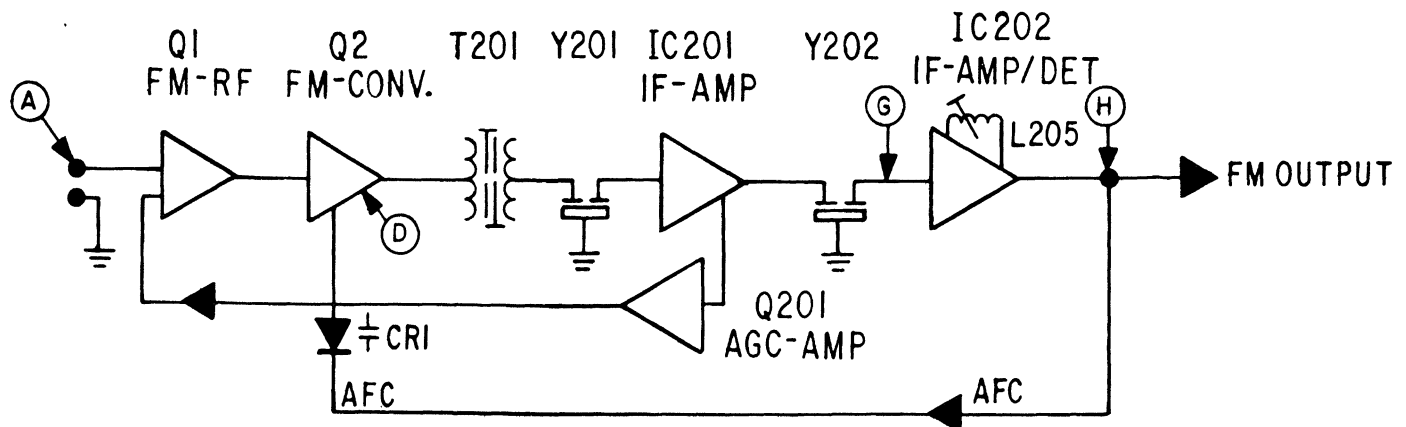 Q1
FM-RF
Q2
FM-CONV.
T201
Y201
IC201
IF-AMP
Y202
IC202
IF-AMP/DET
A
G
H
L205
FM OUTPUT
D
Q201
AGC-AMP
CR1
AFC
AFC